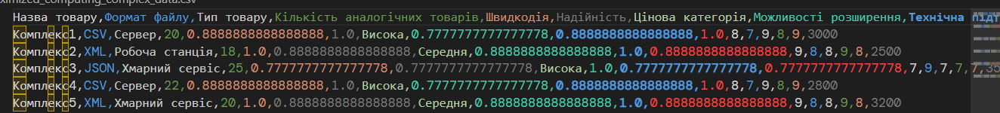 ximized_computing_complex_data.csv
Назва товару,Формат файлу,Тип товару,Кількість аналогічних товарів,Швидкодія,Надійність,Цінова категорія,Можливості розширення,Технічна підт
Комплекс1,CSV,Сервер,20,0.8888888888888888,1.0,Висока,0.7777777777777778,0.8888888888888888,1.0,8,7,9,8,9,3000
Комплекс2,XML,Робоча станція,18,1.0,0.8888888888888888,Середня,0.8888888888888888,1.0,0.8888888888888888,9,8,8,9,8,2500
Комплекс3,JSON,Хмарний сервіс,25,0.7777777777777778,0.7777777777777778,Висока,1.0,0.7777777777777778,0.7777777777777778,7,9,7,7,7,35
Комплекс4,CSV,Сервер,22,0.8888888888888888,1.0,Висока,0.7777777777777778,0.8888888888888888,1.0,8,7,9,8,9,2800
Комплекс5,XML,Хмарний сервіс,20,1.0,0.8888888888888888,Середня,0.8888888888888888,1.0,0.8888888888888888,9,8,8,9,8,3200